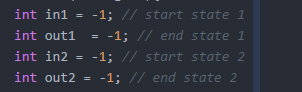 int in1 = -1; // start state 1
int out1  = -1; // end state 1
int in2 = -1; // start state 2
int out2 = -1; // end state 2